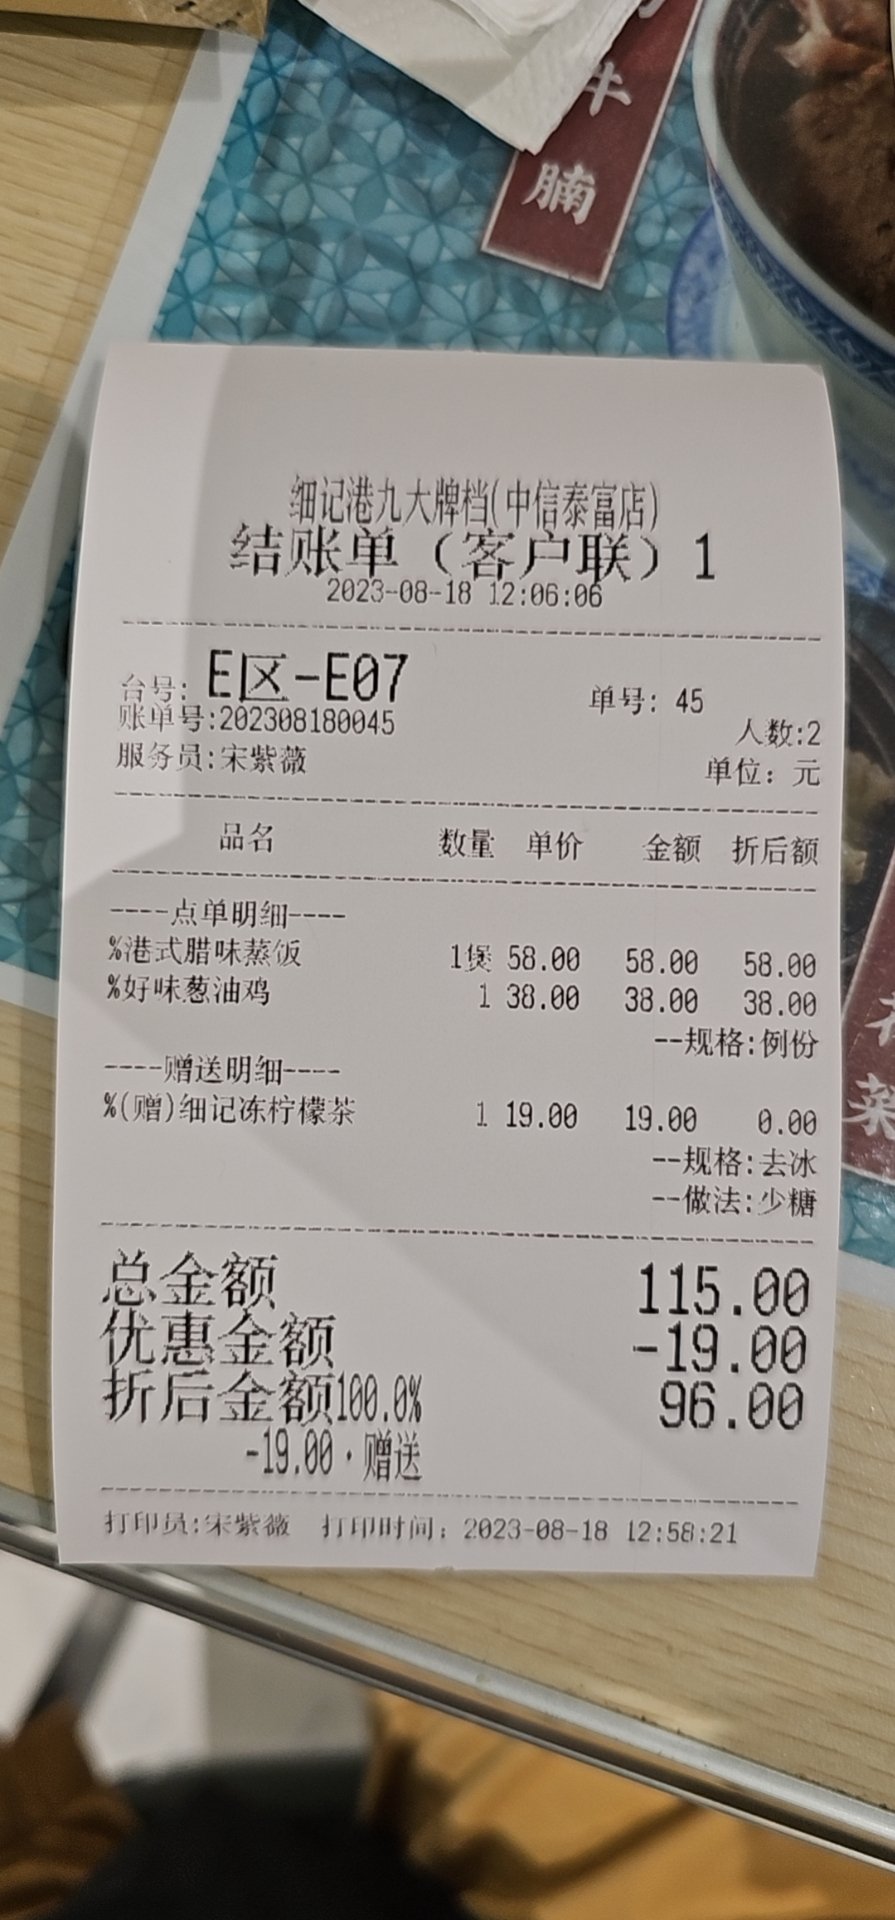 牛
腩
细记港九大牌档(中信泰富店)
结账单（客户联）1
2023-08-18 12:06:06
台号: E区-E07 单号: 45
账单号:202308180045 人数:2
服务员:宋紫薇 单位: 元
品名 数量 单价 金额 折后额
----点单明细----
%港式腊味蒸饭 1煲 58.00 58.00 58.00
%好味葱油鸡 1 38.00 38.00 38.00
--规格:例份
----赠送明细----
%(赠)细记冻柠檬茶 1 19.00 19.00 0.00
--规格:去冰
--做法:少糖
总金额 115.00
优惠金额 -19.00
折后金额100.0% 96.00
-19.00·赠送
打印员:宋紫薇 打印时间: 2023-08-18 12:58:21
菜